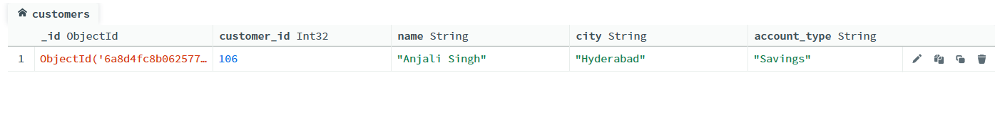 customers
_id ObjectId customer_id Int32 name String city String account_type String
1 ObjectId('6a8d4fc8b062577… 106 "Anjali Singh" "Hyderabad" "Savings"